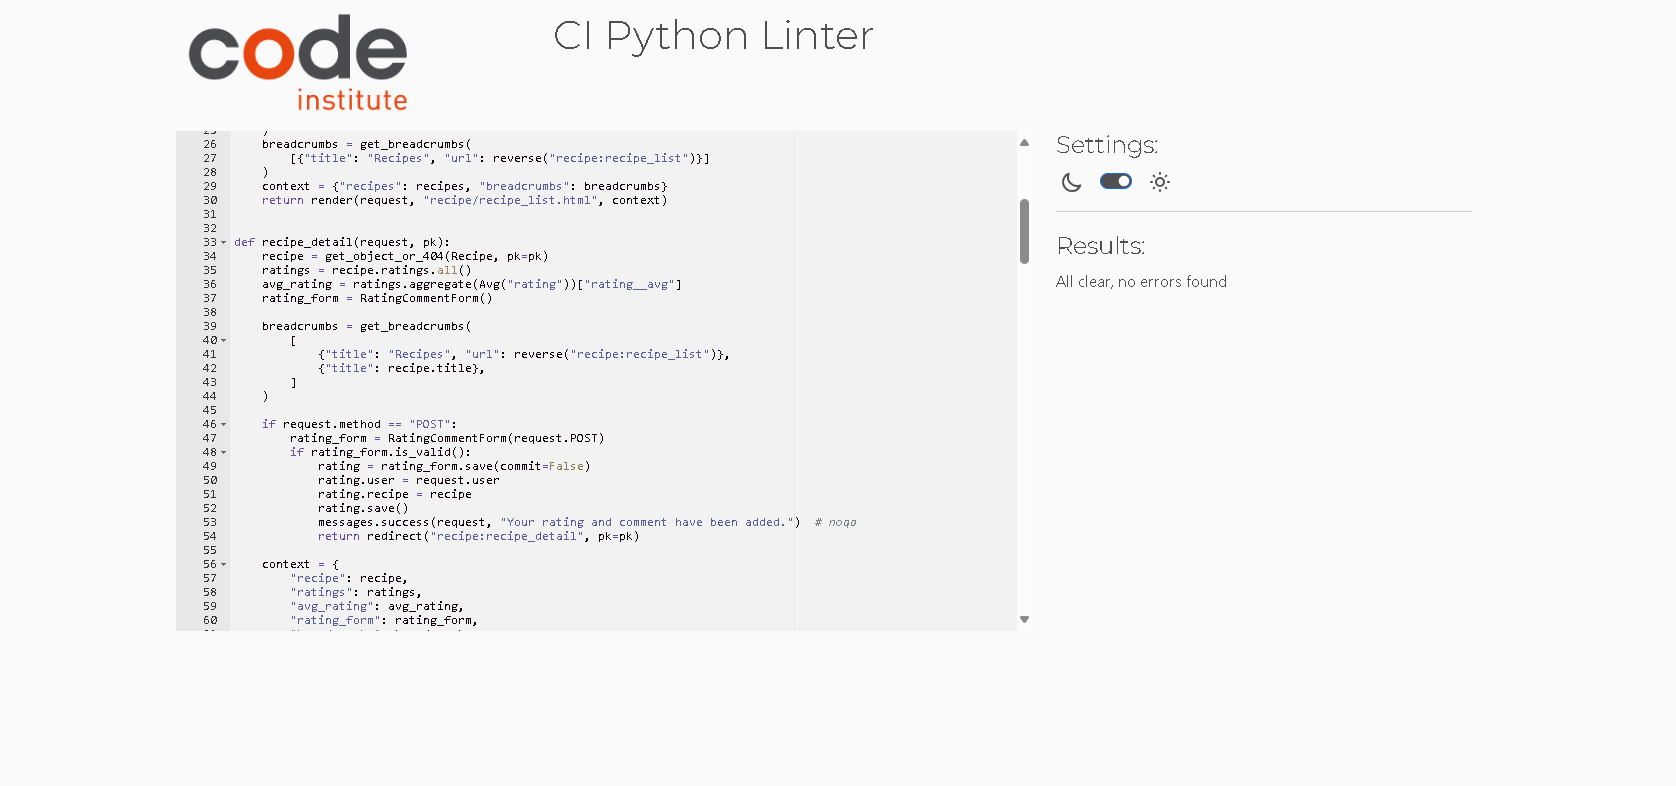 code
institute
CI Python Linter
25 )
26 breadcrumbs = get_breadcrumbs(
27 [{"title": "Recipes", "url": reverse("recipe:recipe_list")}]
28 )
29 context = {"recipes": recipes, "breadcrumbs": breadcrumbs}
30 return render(request, "recipe/recipe_list.html", context)
31
32
33 def recipe_detail(request, pk):
34 recipe = get_object_or_404(Recipe, pk=pk)
35 ratings = recipe.ratings.all()
36 avg_rating = ratings.aggregate(Avg("rating"))["rating__avg"]
37 rating_form = RatingCommentForm()
38
39 breadcrumbs = get_breadcrumbs(
40 [
41 {"title": "Recipes", "url": reverse("recipe:recipe_list")},
42 {"title": recipe.title},
43 ]
44 )
45
46 if request.method == "POST":
47 rating_form = RatingCommentForm(request.POST)
48 if rating_form.is_valid():
49 rating = rating_form.save(commit=False)
50 rating.user = request.user
51 rating.recipe = recipe
52 rating.save()
53 messages.success(request, "Your rating and comment have been added.")  # noqa
54 return redirect("recipe:recipe_detail", pk=pk)
55
56 context = {
57 "recipe": recipe,
58 "ratings": ratings,
59 "avg_rating": avg_rating,
60 "rating_form": rating_form,
Settings:
Results:
All clear, no errors found